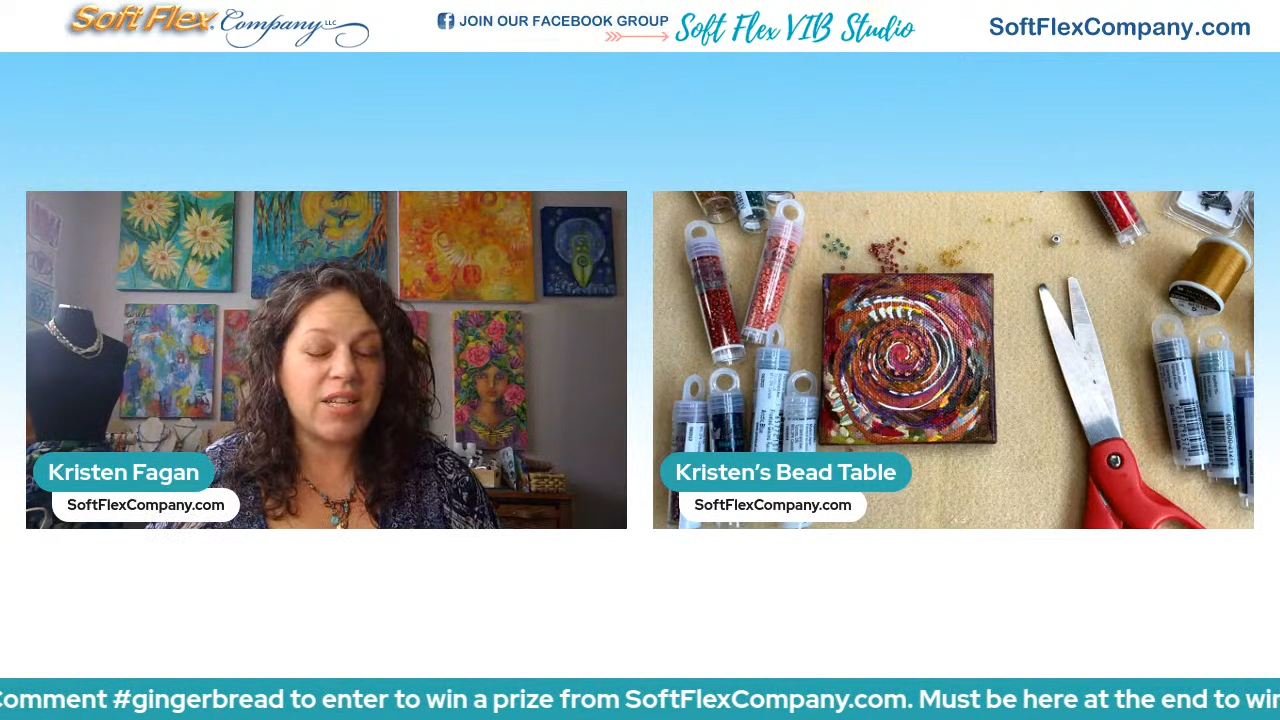 Soft Flex Company LLC
JOIN OUR FACEBOOK GROUP
Soft Flex VIB Studio
SoftFlexCompany.com
Kristen Fagan
SoftFlexCompany.com
Kristen's Bead Table
SoftFlexCompany.com
Comment #gingerbread to enter to win a prize from SoftFlexCompany.com. Must be here at the end to win